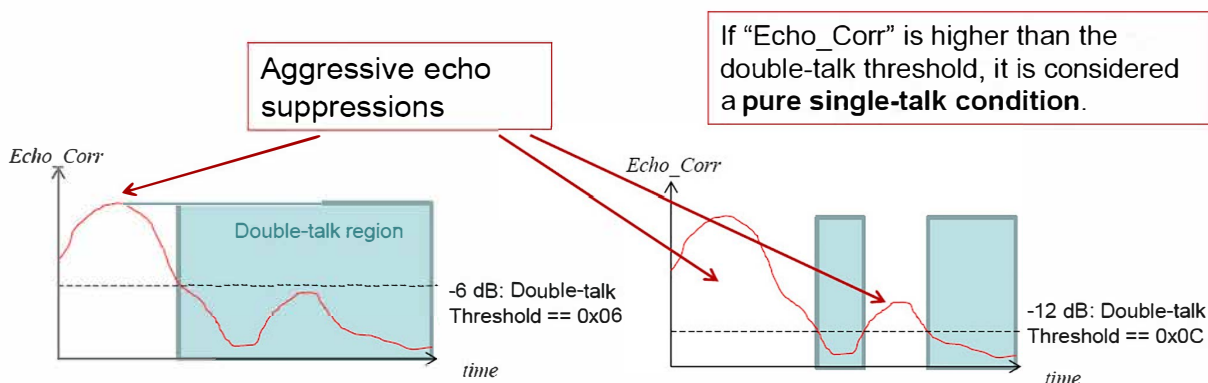 Aggressive echo
suppressions
If “Echo_Corr” is higher than the
double-talk threshold, it is considered
a pure single-talk condition.
Echo_Corr
Double-talk region
-6 dB: Double-talk
Threshold == 0x06
time
Echo_Corr
-12 dB: Double-talk
Threshold == 0x0C
time